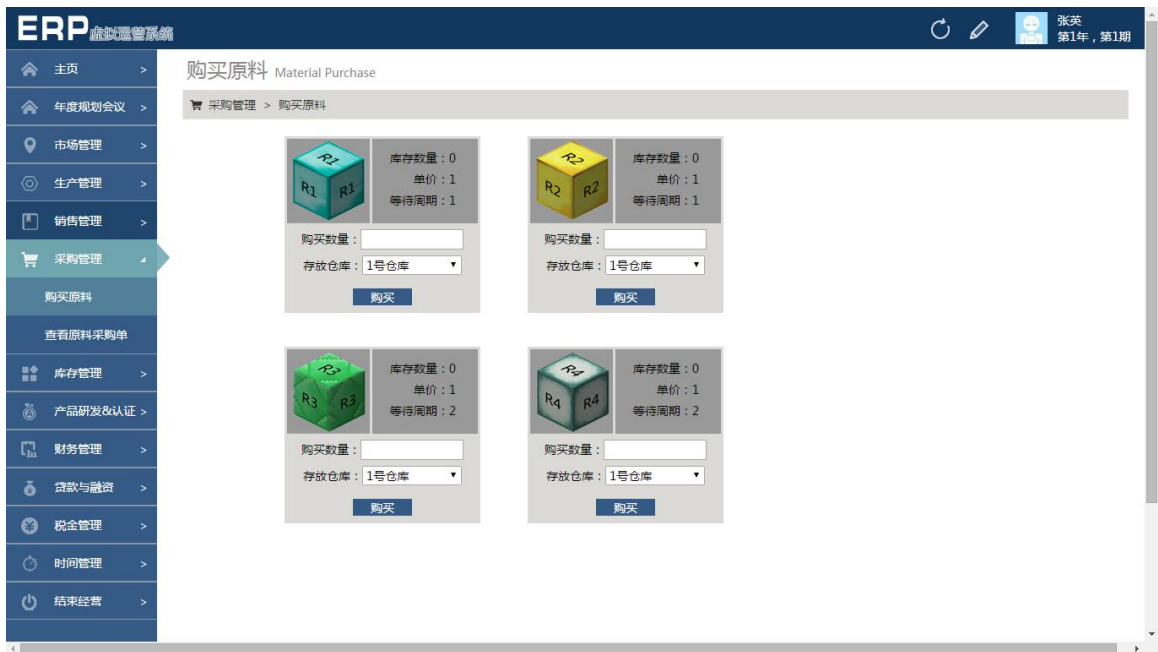 ERP虚拟运营系统
张英
第1年，第1期
主页 >
年度规划会议 >
市场管理 >
生产管理 >
销售管理 >
采购管理
购买原料
查看原料采购单
库存管理 >
产品研发&认证 >
财务管理 >
贷款与融资 >
税金管理 >
时间管理 >
结束经营 >
购买原料 Material Purchase
采购管理 > 购买原料
R1
R1 R1
库存数量：0
单价：1
等待周期：1
购买数量：
存放仓库：1号仓库
购买
R2
R2 R2
库存数量：0
单价：1
等待周期：1
购买数量：
存放仓库：1号仓库
购买
R3
R3 R3
库存数量：0
单价：1
等待周期：2
购买数量：
存放仓库：1号仓库
购买
R4
R4 R4
库存数量：0
单价：1
等待周期：2
购买数量：
存放仓库：1号仓库
购买